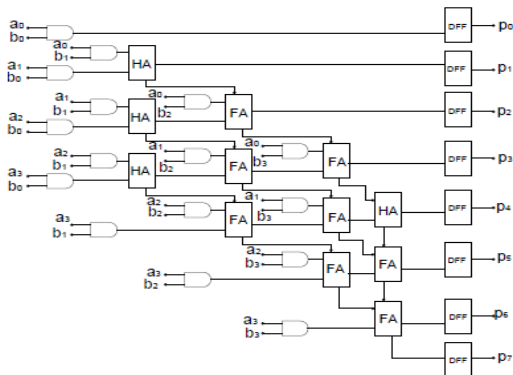 a₀
b₀
DFF
p₀
a₀
b₁
a₁
b₀
HA
DFF
p₁
a₁
b₁
a₂
b₀
HA
a₀
b₂
FA
DFF
p₂
a₂
b₁
a₃
b₀
HA
a₁
b₂
FA
a₀
b₃
FA
DFF
p₃
a₂
b₂
a₃
b₁
FA
a₁
b₃
FA
HA
DFF
p₄
a₃
b₂
a₂
b₃
FA
FA
DFF
p₅
a₃
b₃
FA
DFF
p₆
DFF
p₇